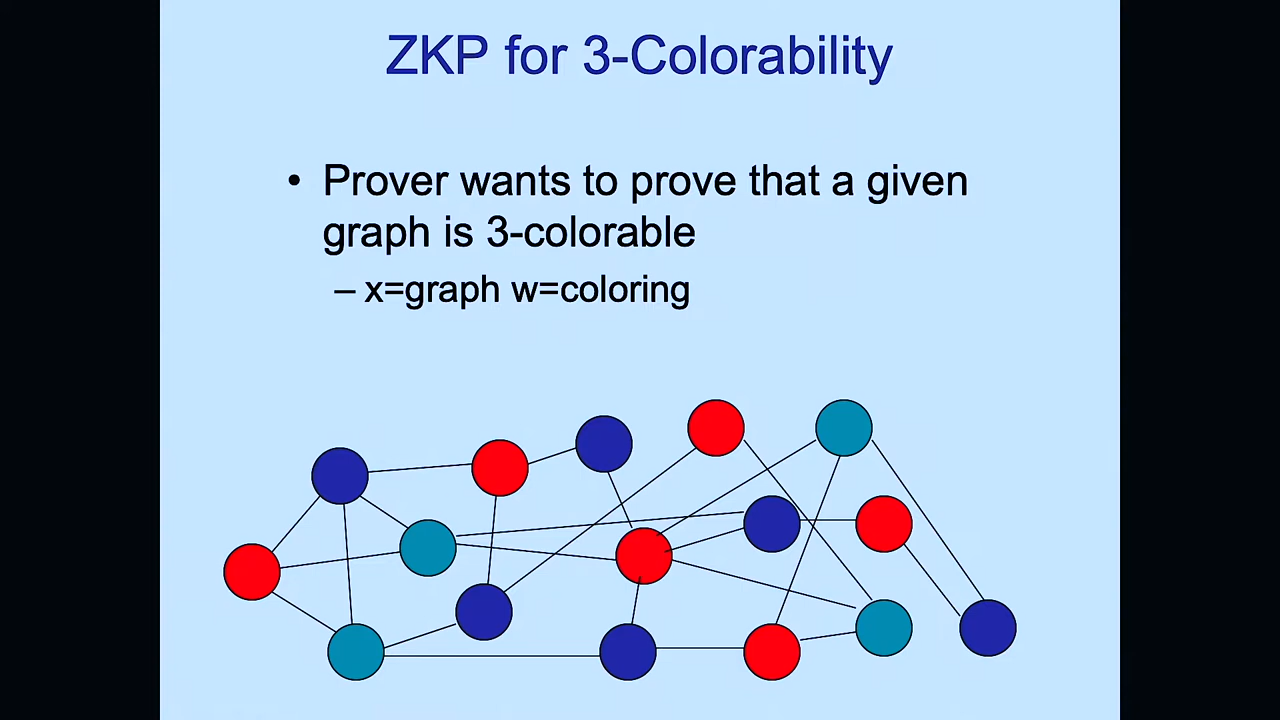 ZKP for 3-Colorability
• Prover wants to prove that a given
graph is 3-colorable
– x=graph w=coloring